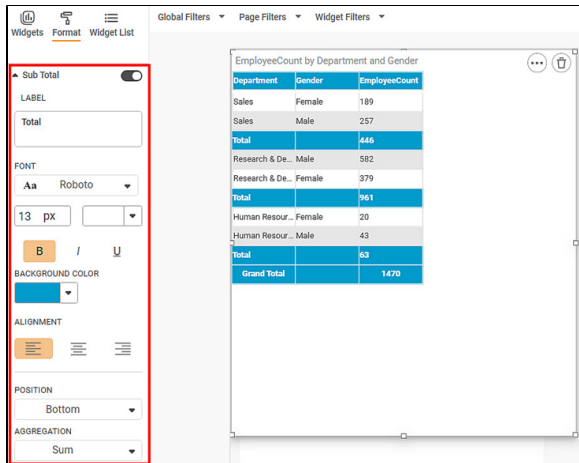 Global Filters Page Filters Widget Filters
Widgets Format Widget List
Sub Total
LABEL
Total
FONT
Aa Roboto
13 px
B I U
BACKGROUND COLOR
ALIGNMENT
POSITION
Bottom
AGGREGATION
Sum
EmployeeCount by Department and Gender
Department Gender EmployeeCount
Sales Female 189
Sales Male 257
Total 446
Research & De... Male 582
Research & De... Female 379
Total 961
Human Resour... Female 20
Human Resour... Male 43
Total 63
Grand Total 1470